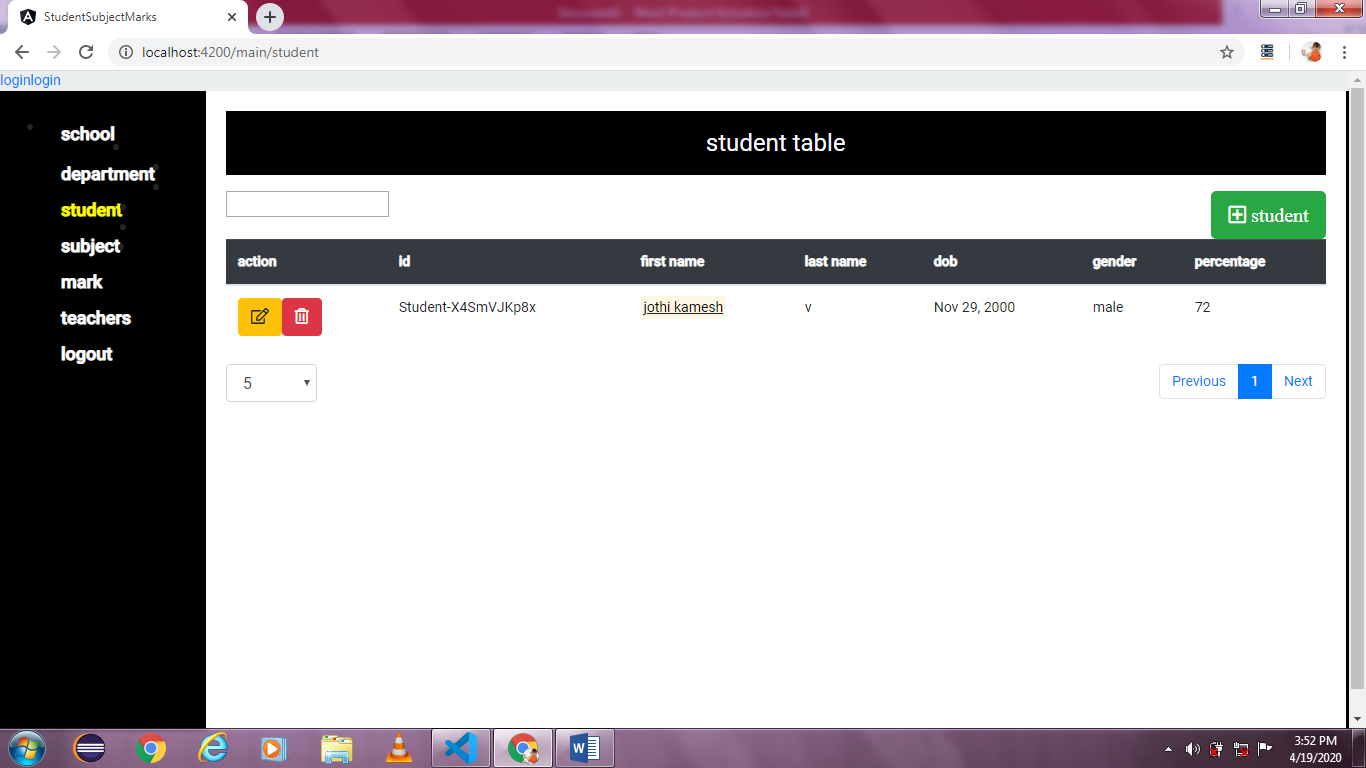 StudentSubjectMarks
localhost:4200/main/student
loginlogin
school
department
student
subject
mark
teachers
logout
student table
student
action id first name last name dob gender percentage
Student-X4SmVJKp8x jothi kamesh v Nov 29, 2000 male 72
5
Previous 1 Next
3:52 PM
4/19/2020